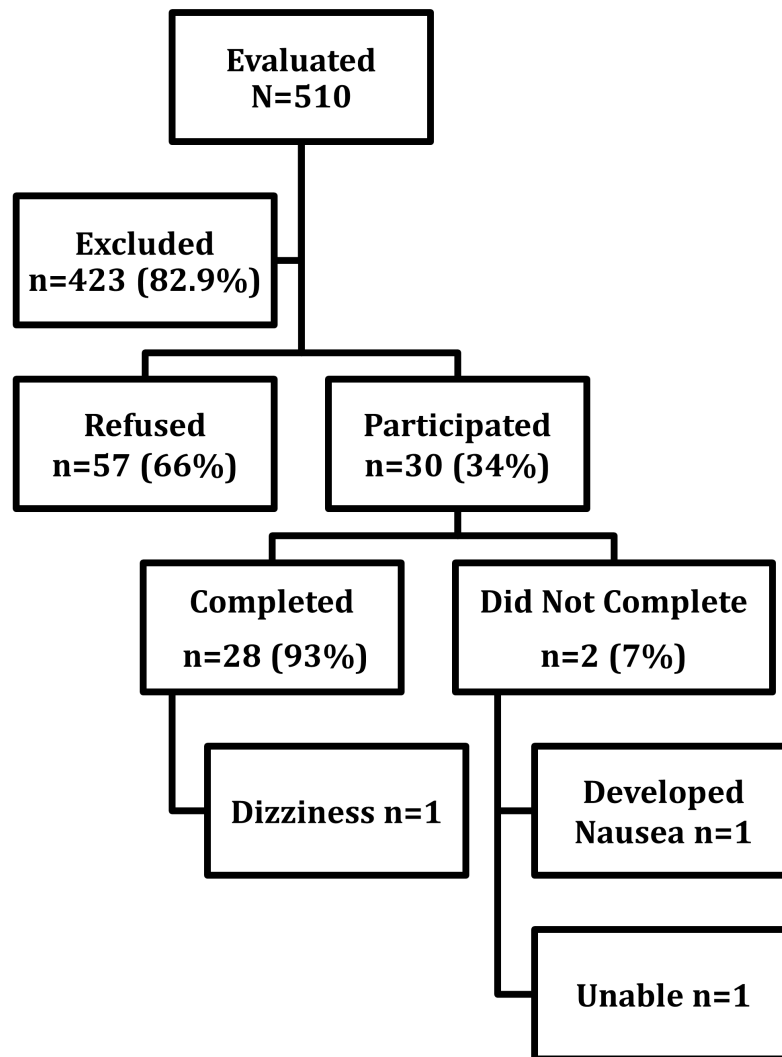 Evaluated
N=510
Excluded
n=423 (82.9%)
Refused
n=57 (66%)
Participated
n=30 (34%)
Completed
n=28 (93%)
Did Not Complete
n=2 (7%)
Dizziness n=1
Developed
Nausea n=1
Unable n=1